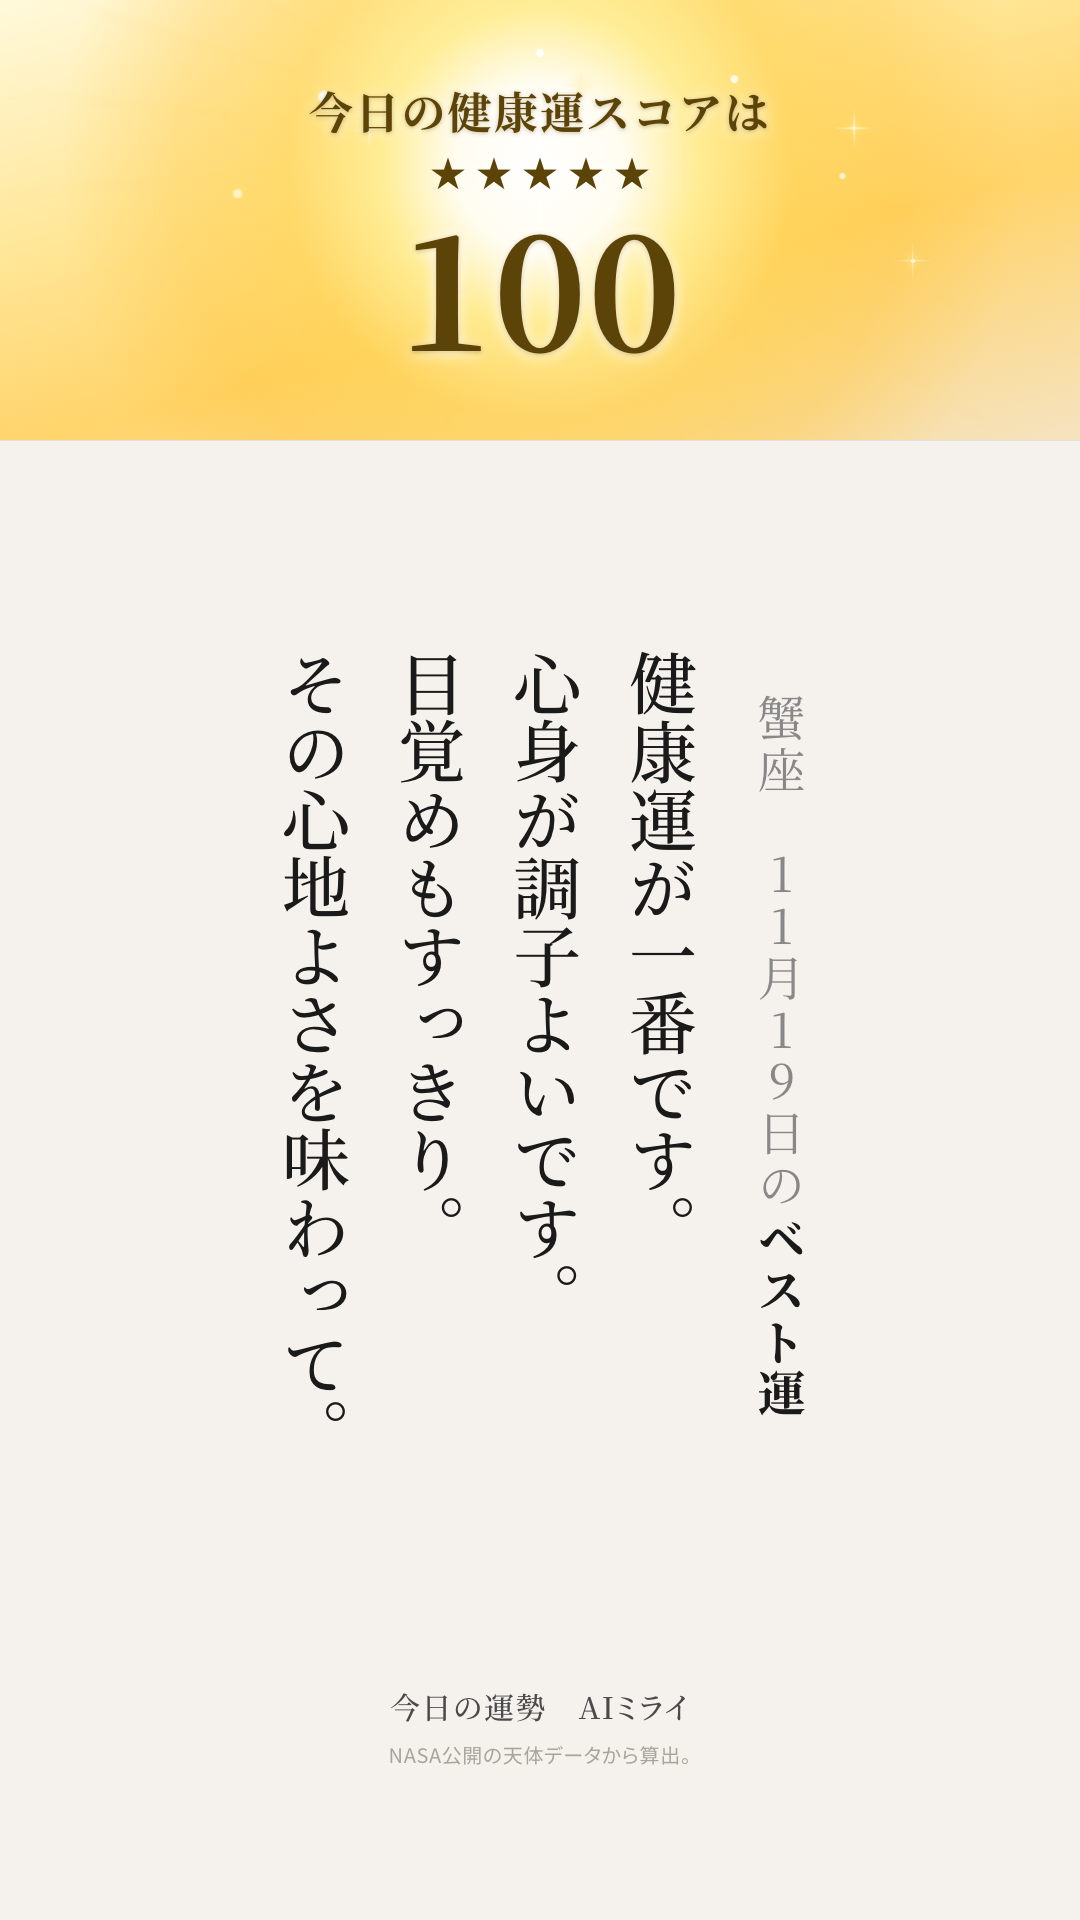 今日の健康運スコアは
★★★★★
100
蟹座　11月19日のベスト運
健康運が一番です。
心身が調子よいです。
目覚めもすっきり。
その心地よさを味わって。
今日の運勢　AIミライ
NASA公開の天体データから算出。